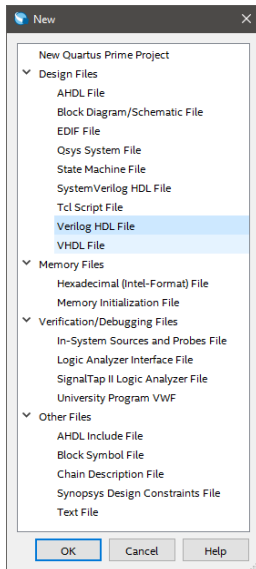 New
New Quartus Prime Project
Design Files
AHDL File
Block Diagram/Schematic File
EDIF File
Qsys System File
State Machine File
SystemVerilog HDL File
Tcl Script File
Verilog HDL File
VHDL File
Memory Files
Hexadecimal (Intel-Format) File
Memory Initialization File
Verification/Debugging Files
In-System Sources and Probes File
Logic Analyzer Interface File
SignalTap II Logic Analyzer File
University Program VWF
Other Files
AHDL Include File
Block Symbol File
Chain Description File
Synopsys Design Constraints File
Text File
OK Cancel Help